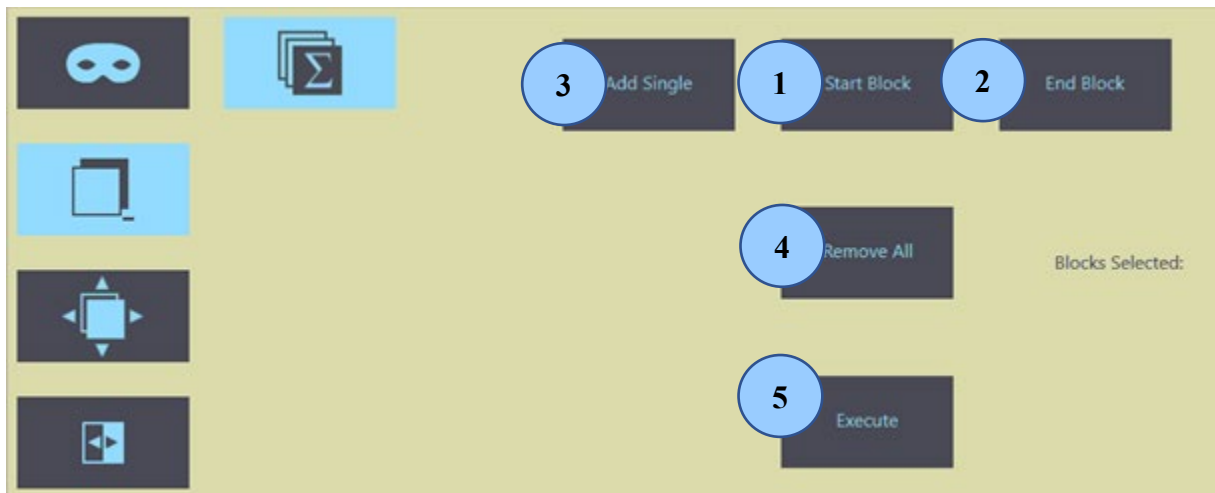 Σ
3 Add Single
1 Start Block
2 End Block
4 Remove All
Blocks Selected:
5 Execute